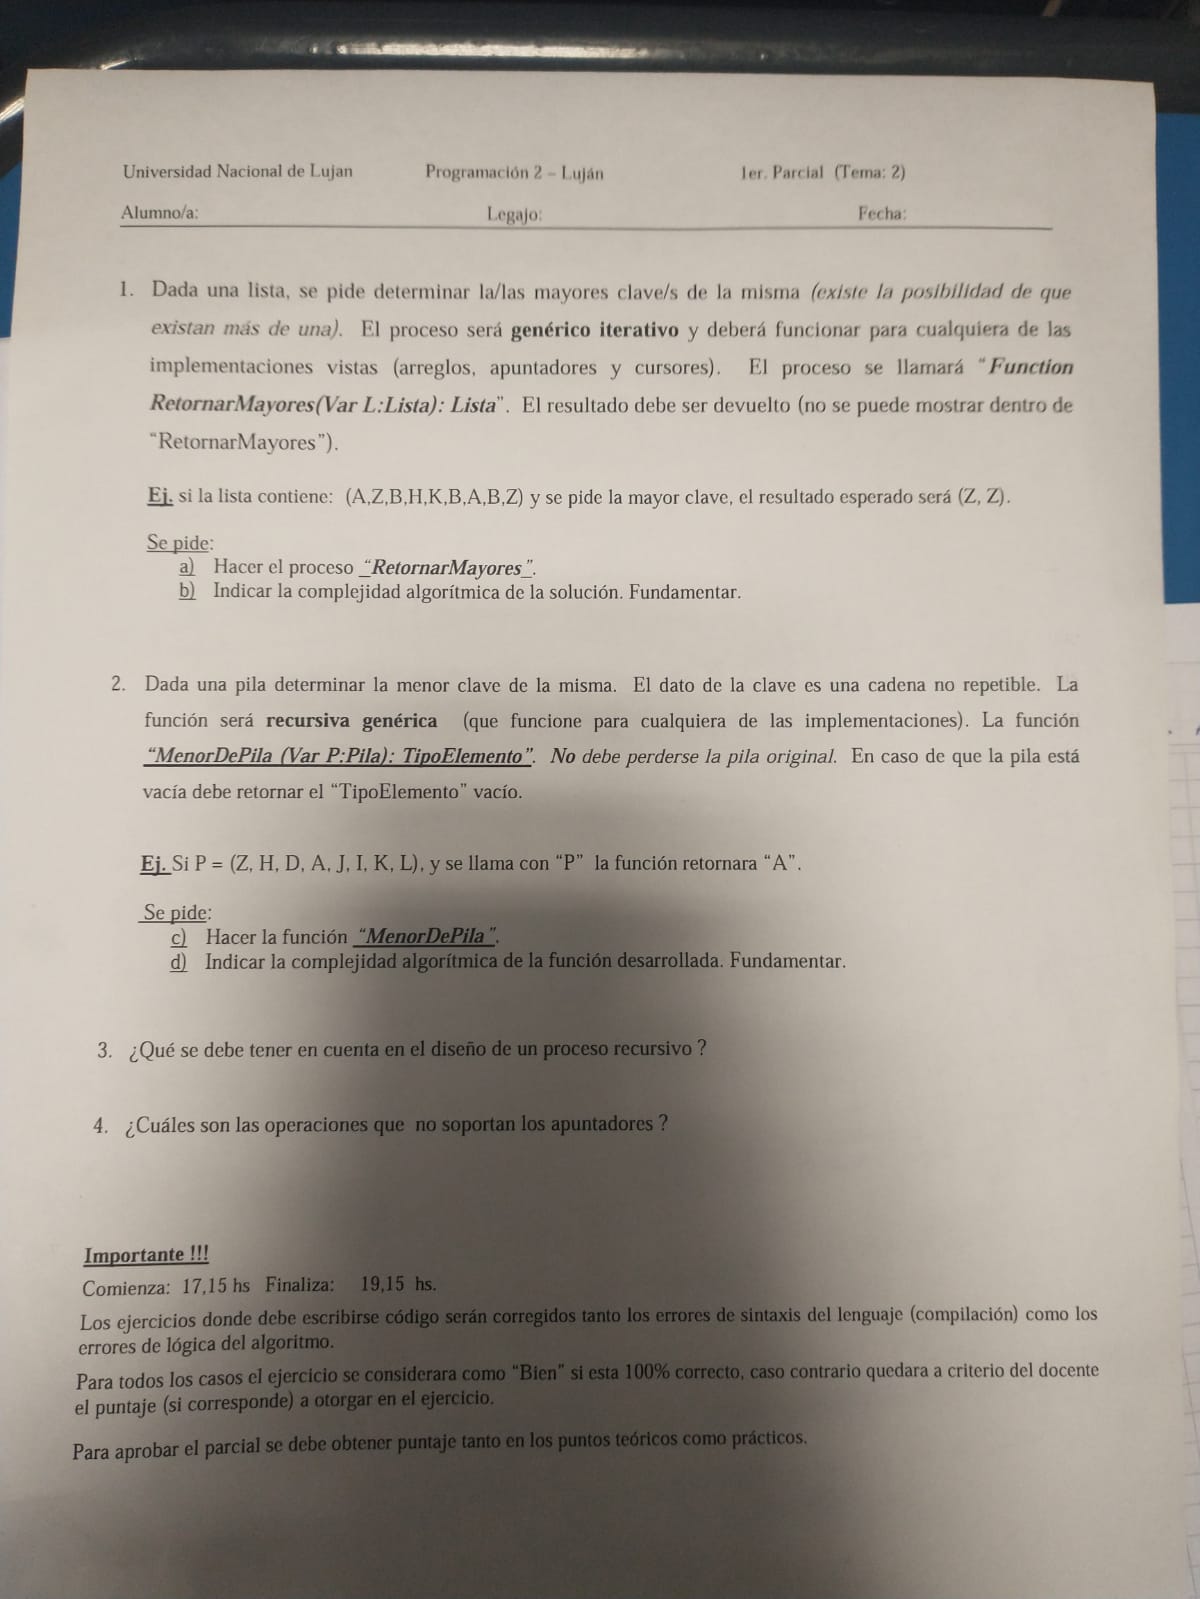 Universidad Nacional de Lujan Programación 2 – Luján 1er. Parcial (Tema: 2)
Alumno/a: Legajo: Fecha:
1. Dada una lista, se pide determinar la/las mayores clave/s de la misma (existe la posibilidad de que
existan más de una). El proceso será genérico iterativo y deberá funcionar para cualquiera de las
implementaciones vistas (arreglos, apuntadores y cursores). El proceso se llamará “Function
RetornarMayores(Var L:Lista): Lista”. El resultado debe ser devuelto (no se puede mostrar dentro de
“RetornarMayores”).
Ej. si la lista contiene: (A,Z,B,H,K,B,A,B,Z) y se pide la mayor clave, el resultado esperado será (Z, Z).
Se pide:
a) Hacer el proceso “RetornarMayores”.
b) Indicar la complejidad algorítmica de la solución. Fundamentar.
2. Dada una pila determinar la menor clave de la misma. El dato de la clave es una cadena no repetible. La
función será recursiva genérica (que funcione para cualquiera de las implementaciones). La función
“MenorDePila (Var P:Pila): TipoElemento”. No debe perderse la pila original. En caso de que la pila está
vacía debe retornar el “TipoElemento” vacío.
Ej. Si P = (Z, H, D, A, J, I, K, L), y se llama con “P” la función retornara “A”.
Se pide:
c) Hacer la función “MenorDePila”.
d) Indicar la complejidad algorítmica de la función desarrollada. Fundamentar.
3. ¿Qué se debe tener en cuenta en el diseño de un proceso recursivo ?
4. ¿Cuáles son las operaciones que no soportan los apuntadores ?
Importante !!!
Comienza: 17,15 hs Finaliza: 19,15 hs.
Los ejercicios donde debe escribirse código serán corregidos tanto los errores de sintaxis del lenguaje (compilación) como los
errores de lógica del algoritmo.
Para todos los casos el ejercicio se considerara como “Bien” si esta 100% correcto, caso contrario quedara a criterio del docente
el puntaje (si corresponde) a otorgar en el ejercicio.
Para aprobar el parcial se debe obtener puntaje tanto en los puntos teóricos como prácticos.